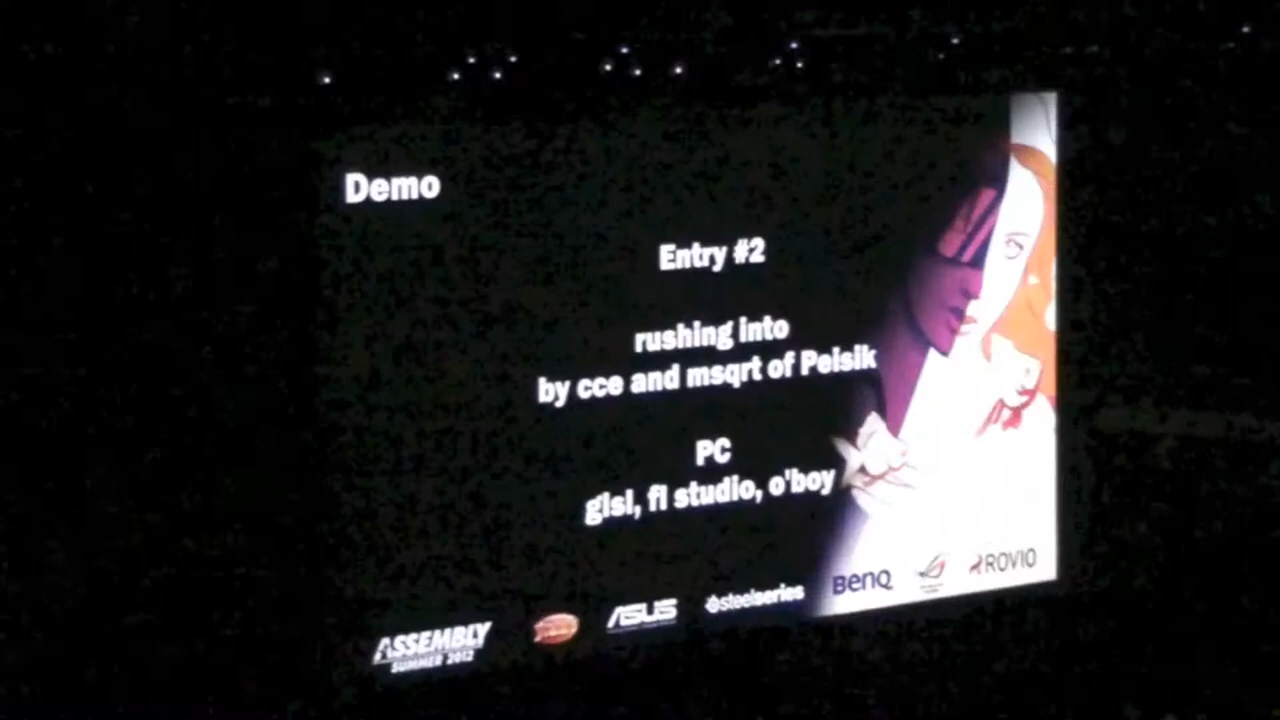 Demo
Entry #2
rushing into
by cce and msqrt of Peisik
PC
glsl, fl studio, o'boy
ASSEMBLY
SUMMER 2012
ASUS
steelseries
BenQ
ROVIO